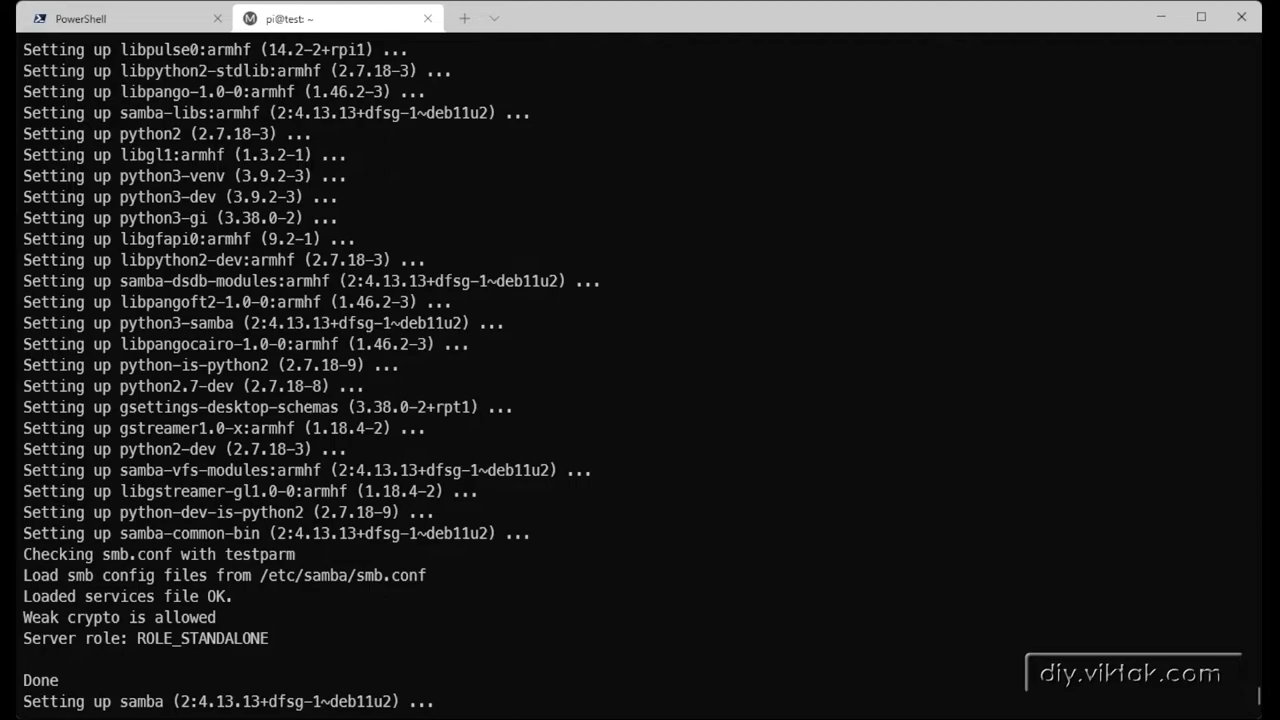 PowerShell
pi@test: ~
Setting up libpulse0:armhf (14.2-2+rpi1) ...
Setting up libpython2-stdlib:armhf (2.7.18-3) ...
Setting up libpango-1.0-0:armhf (1.46.2-3) ...
Setting up samba-libs:armhf (2:4.13.13+dfsg-1~deb11u2) ...
Setting up python2 (2.7.18-3) ...
Setting up libgl1:armhf (1.3.2-1) ...
Setting up python3-venv (3.9.2-3) ...
Setting up python3-dev (3.9.2-3) ...
Setting up python3-gi (3.38.0-2) ...
Setting up libgfapi0:armhf (9.2-1) ...
Setting up libpython2-dev:armhf (2.7.18-3) ...
Setting up samba-dsdb-modules:armhf (2:4.13.13+dfsg-1~deb11u2) ...
Setting up libpangoft2-1.0-0:armhf (1.46.2-3) ...
Setting up python3-samba (2:4.13.13+dfsg-1~deb11u2) ...
Setting up libpangocairo-1.0-0:armhf (1.46.2-3) ...
Setting up python-is-python2 (2.7.18-9) ...
Setting up python2.7-dev (2.7.18-8) ...
Setting up gsettings-desktop-schemas (3.38.0-2+rpt1) ...
Setting up gstreamer1.0-x:armhf (1.18.4-2) ...
Setting up python2-dev (2.7.18-3) ...
Setting up samba-vfs-modules:armhf (2:4.13.13+dfsg-1~deb11u2) ...
Setting up libgstreamer-gl1.0-0:armhf (1.18.4-2) ...
Setting up python-dev-is-python2 (2.7.18-9) ...
Setting up samba-common-bin (2:4.13.13+dfsg-1~deb11u2) ...
Checking smb.conf with testparm
Load smb config files from /etc/samba/smb.conf
Loaded services file OK.
Weak crypto is allowed
Server role: ROLE_STANDALONE
Done
Setting up samba (2:4.13.13+dfsg-1~deb11u2) ...
diy.viktak.com